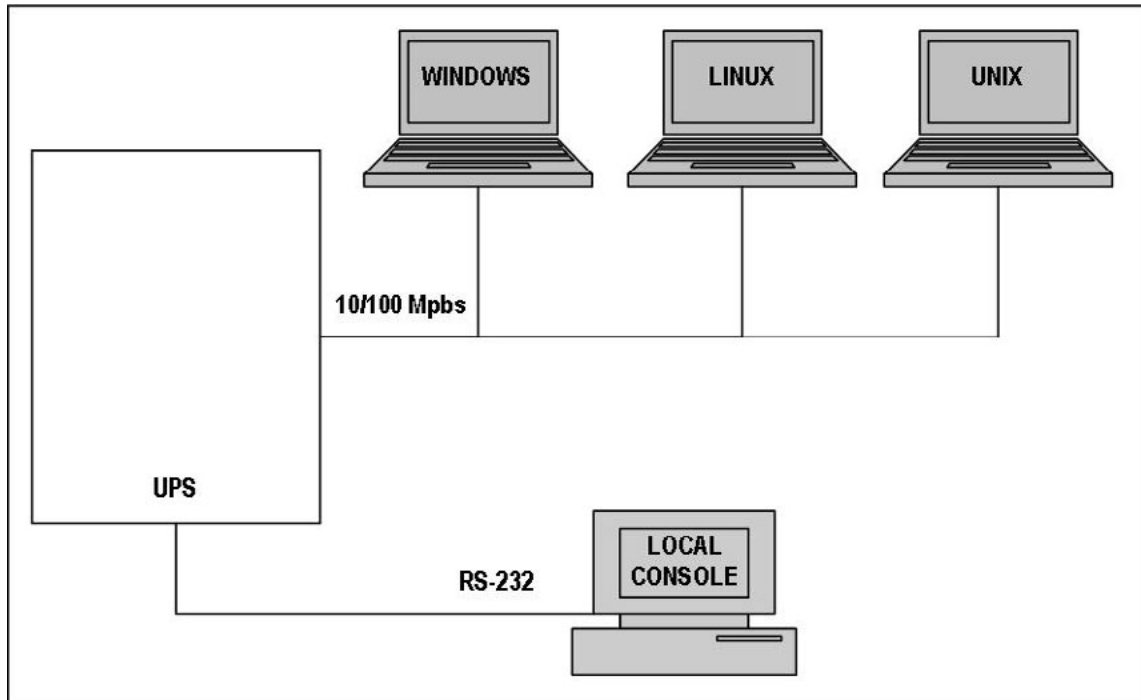 WINDOWS
LINUX
UNIX
10/100 Mpbs
UPS
LOCAL
CONSOLE
RS-232